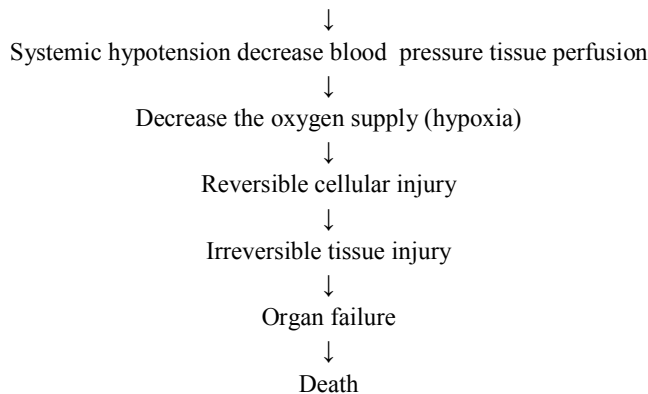 ↓
Systemic hypotension decrease blood  pressure tissue perfusion
↓
Decrease the oxygen supply (hypoxia)
↓
Reversible cellular injury
↓
Irreversible tissue injury
↓
Organ failure
↓
Death